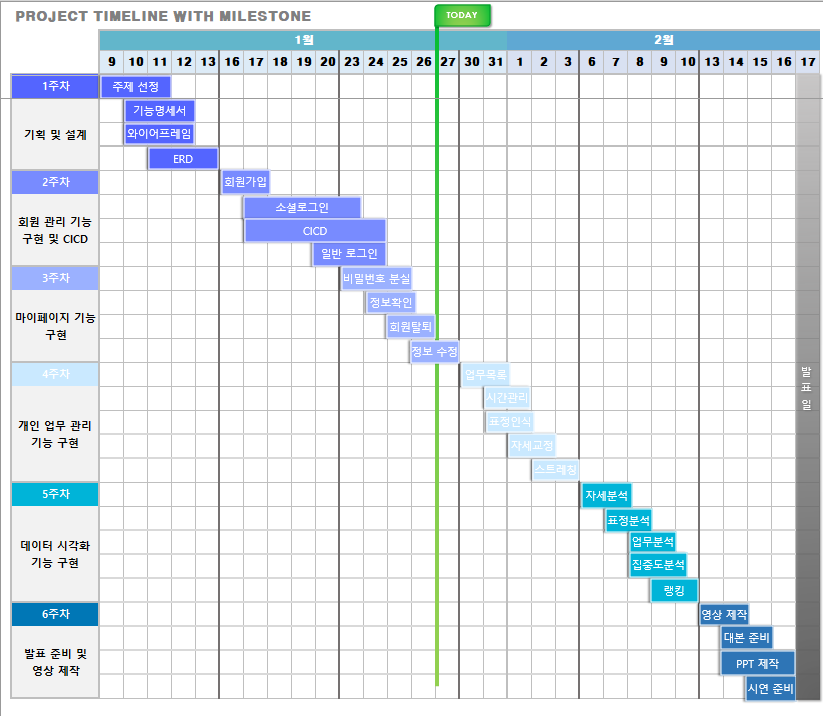 PROJECT TIMELINE WITH MILESTONE
TODAY
1월 2월
9 10 11 12 13 16 17 18 19 20 23 24 25 26 27 30 31 1 2 3 6 7 8 9 10 13 14 15 16 17
1주차 주제 선정
기능명세서
기획 및 설계 와이어프레임
ERD
2주차 회원가입
소셜로그인
회원 관리 기능
구현 및 CICD
CICD
일반 로그인
3주차 비밀번호 분실
정보확인
마이페이지 기능
구현
회원탈퇴
정보 수정
4주차 업무목록
시간관리
개인 업무 관리
기능 구현
표정인식
자세교정
스트레칭
발
표
일
5주차 자세분석
표정분석
데이터 시각화
기능 구현
업무분석
집중도분석
랭킹
6주차 영상 제작
대본 준비
발표 준비 및
영상 제작
PPT 제작
시연 준비